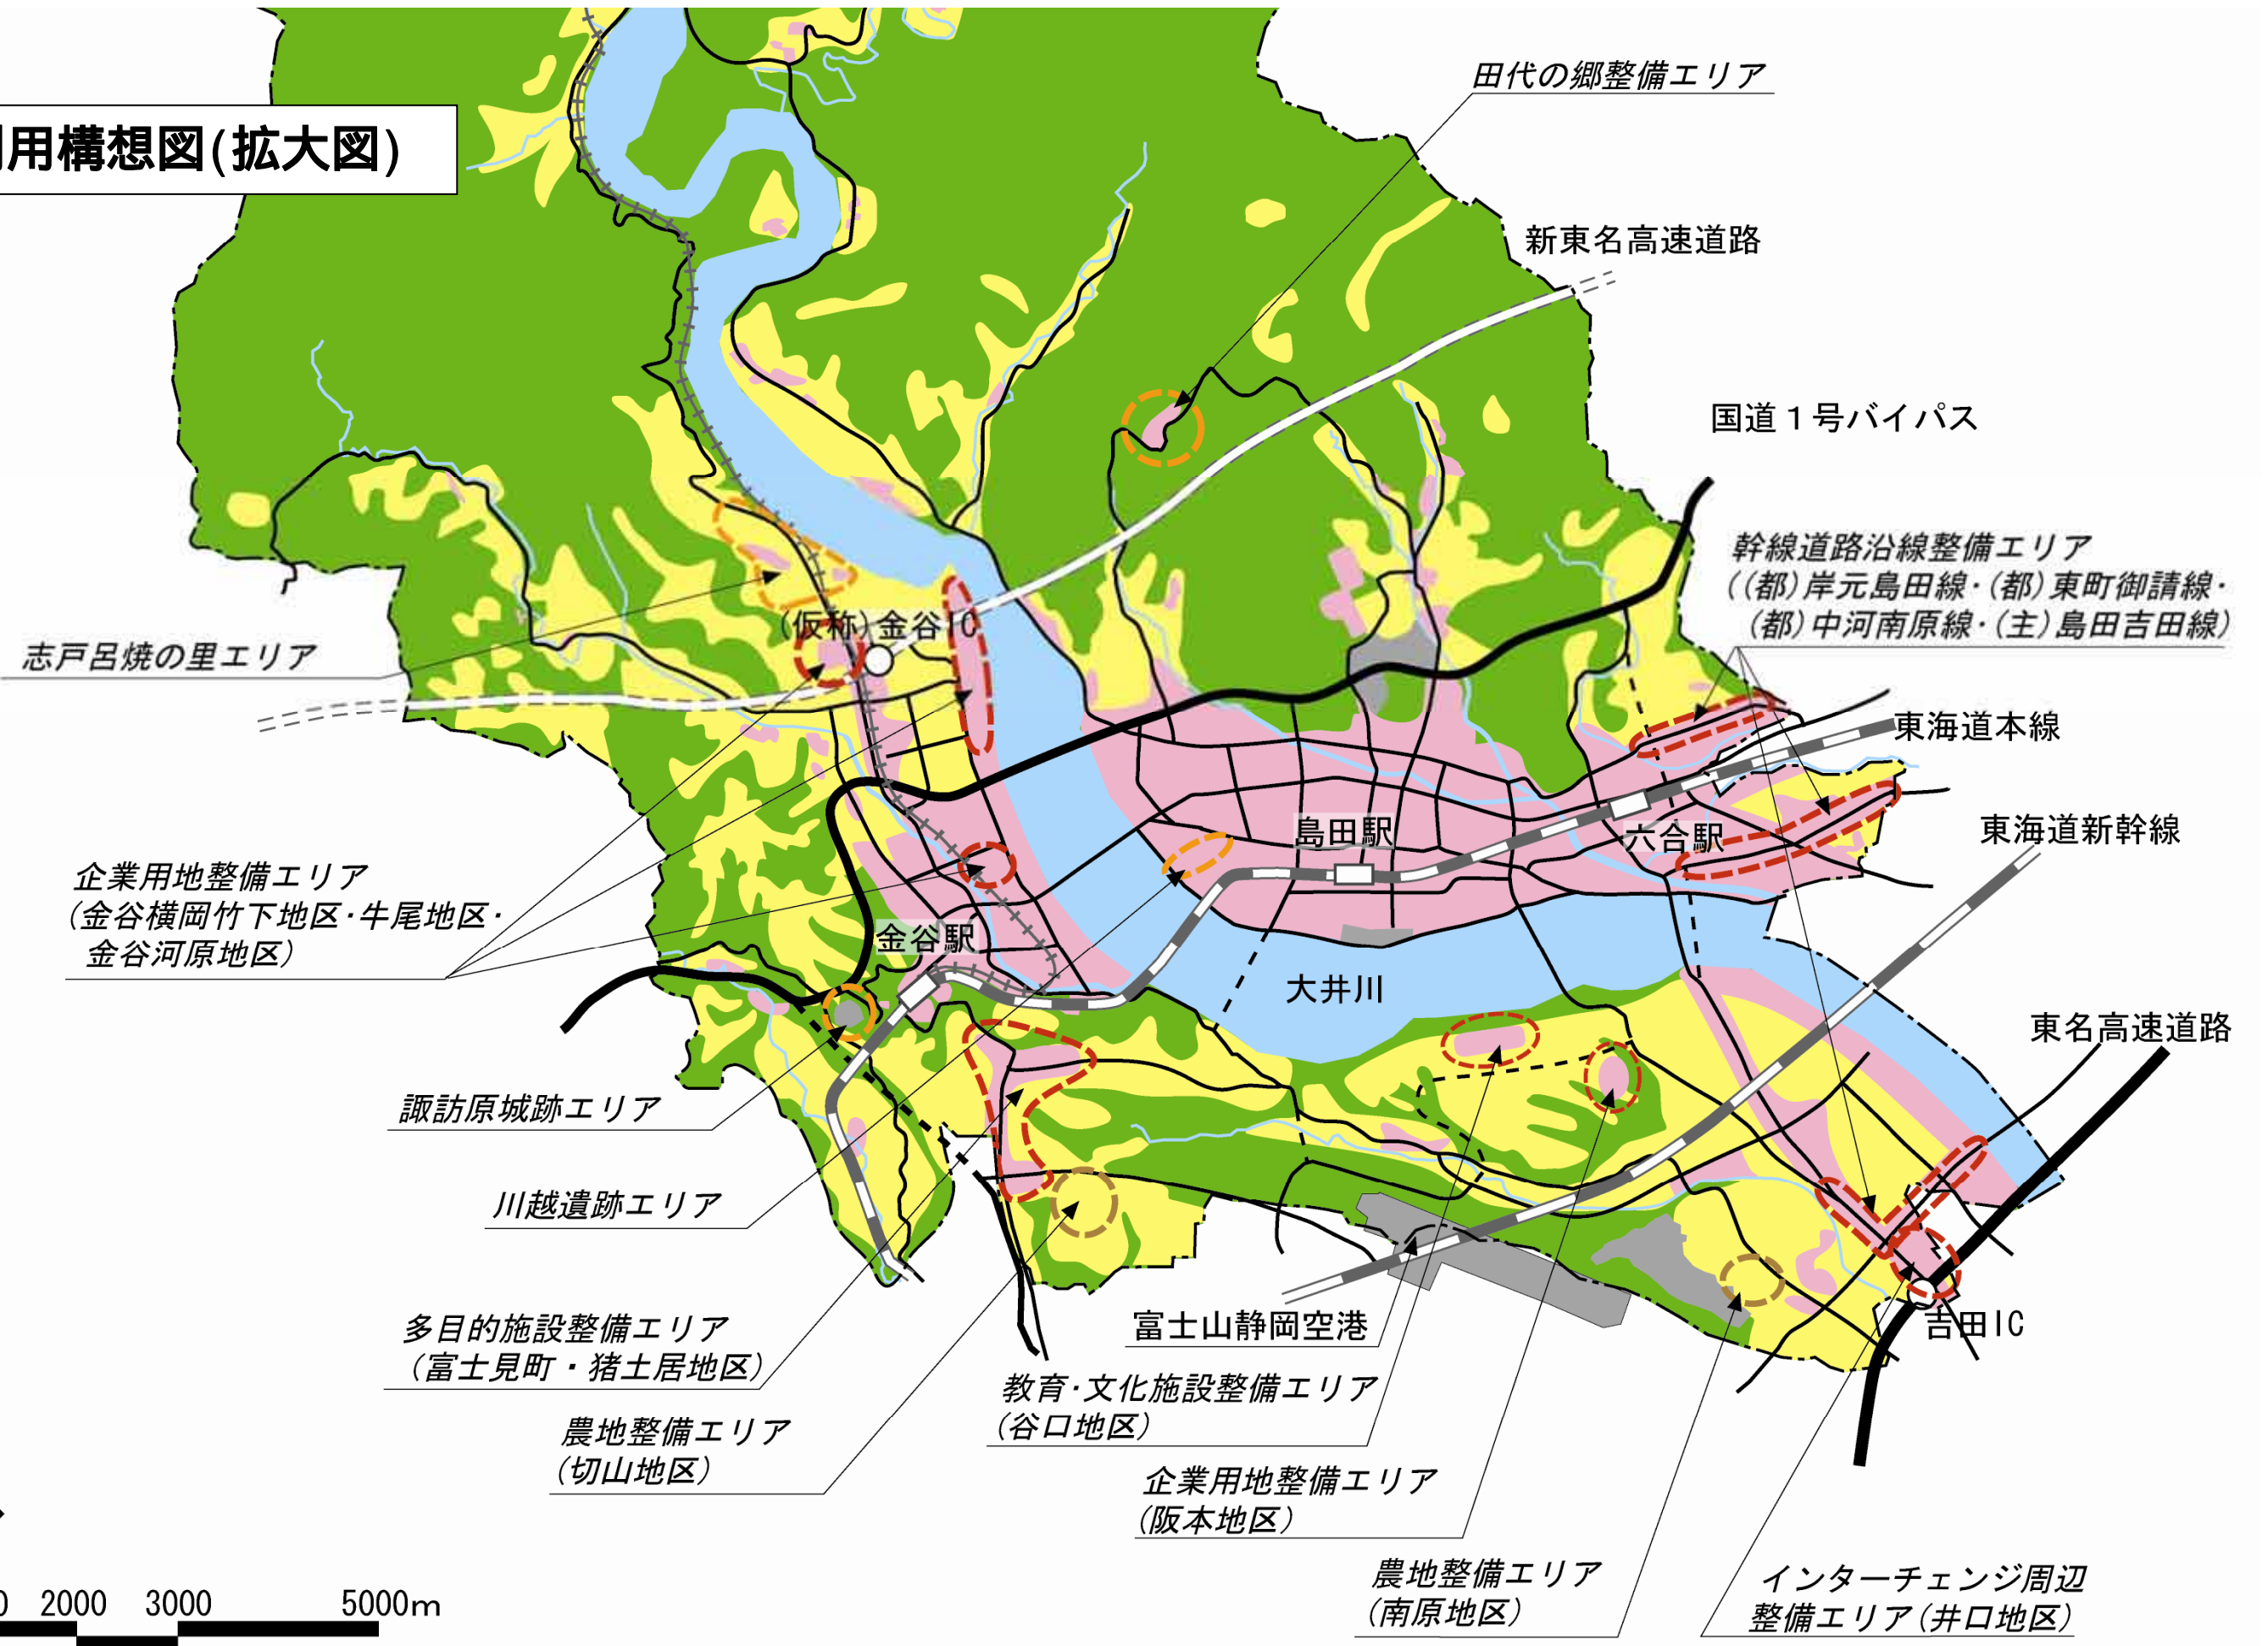 用構想図(拡大図)
田代の郷整備エリア
新東名高速道路
国道１号バイパス
幹線道路沿線整備エリア
((都)岸元島田線・(都)東町御請線・
(都)中河南原線・(主)島田吉田線)
(仮称)金谷IC
志戸呂焼の里エリア
東海道本線
島田駅
六合駅
東海道新幹線
企業用地整備エリア
(金谷横岡竹下地区・牛尾地区・
金谷河原地区)
金谷駅
大井川
東名高速道路
諏訪原城跡エリア
川越遺跡エリア
多目的施設整備エリア
(富士見町・猪土居地区)
富士山静岡空港
吉田IC
教育・文化施設整備エリア
(谷口地区)
農地整備エリア
(切山地区)
企業用地整備エリア
(阪本地区)
農地整備エリア
(南原地区)
インターチェンジ周辺
整備エリア(井口地区)
0 2000 3000 5000m